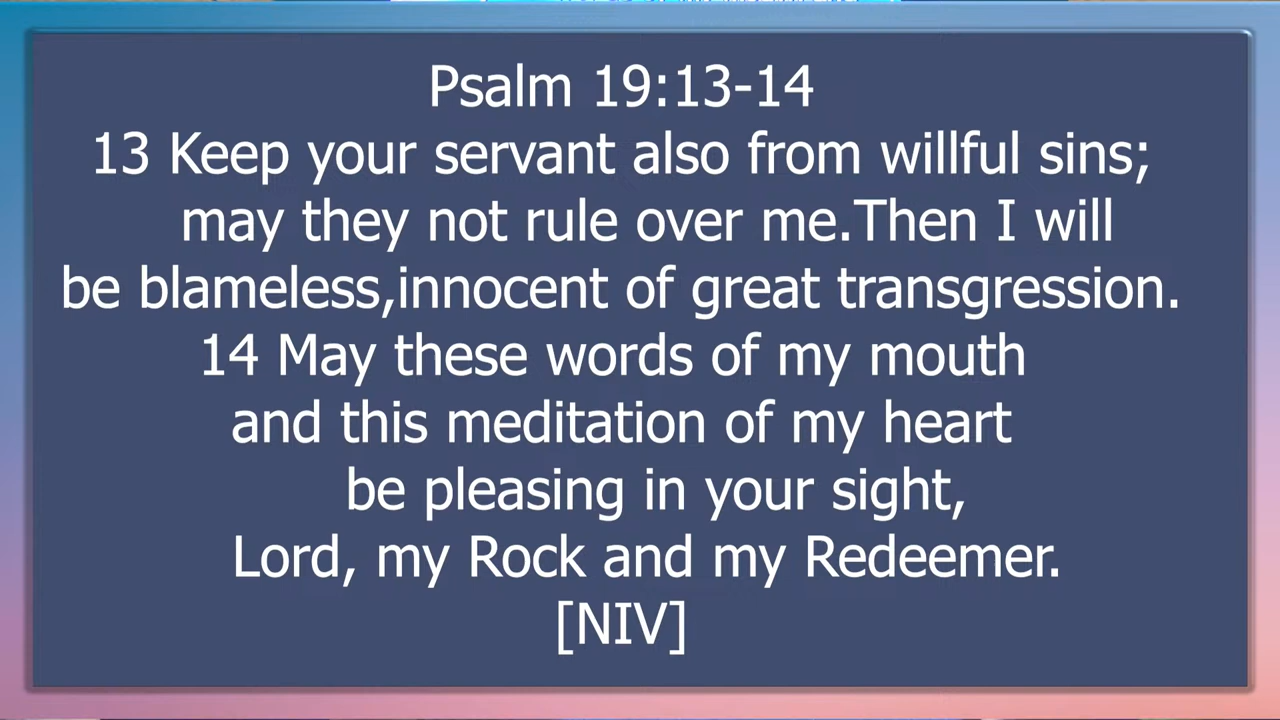 Psalm 19:13-14
13 Keep your servant also from willful sins;
may they not rule over me.Then I will
be blameless,innocent of great transgression.
14 May these words of my mouth
and this meditation of my heart
be pleasing in your sight,
Lord, my Rock and my Redeemer.
[NIV]